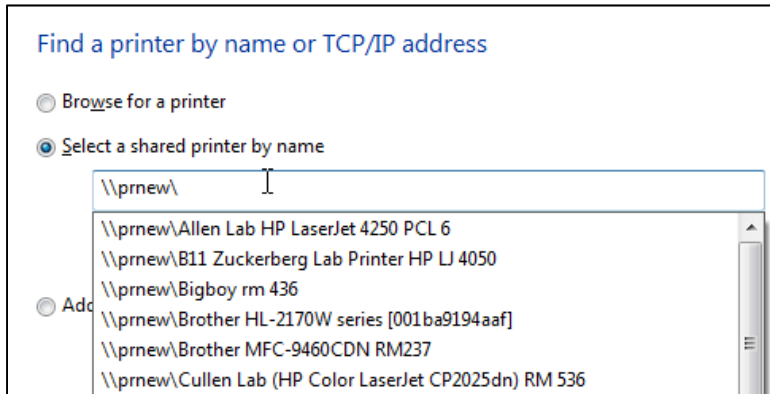 Find a printer by name or TCP/IP address
Browse for a printer
Select a shared printer by name
\\prnew\
\\prnew\Allen Lab HP LaserJet 4250 PCL 6
\\prnew\B11 Zuckerberg Lab Printer HP LJ 4050
\\prnew\Bigboy rm 436
Add
\\prnew\Brother HL-2170W series [001ba9194aaf]
\\prnew\Brother MFC-9460CDN RM237
\\prnew\Cullen Lab (HP Color LaserJet CP2025dn) RM 536